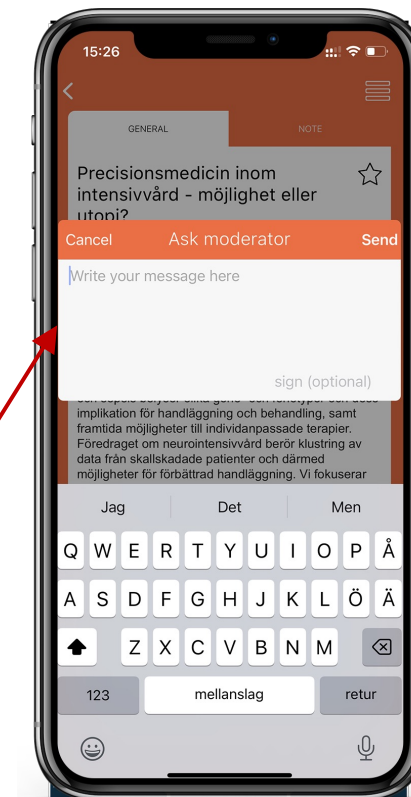 15:26
GENERAL
NOTE
Precisionsmedicin inom
intensivvård - möjlighet eller
utopi?
Cancel
Ask moderator
Send
Write your message here
sign (optional)
implikation för handläggning och behandling, samt
framtida möjligheter till individanpassade terapier.
Föredraget om neurointensivvård berör klustring av
data från skallskadade patienter och därmed
möjligheter för förbättrad handläggning. Vi fokuserar
Jag
Det
Men
Q W E R T Y U I O P Å
A S D F G H J K L Ö Ä
Z X C V B N M
123
mellanslag
retur